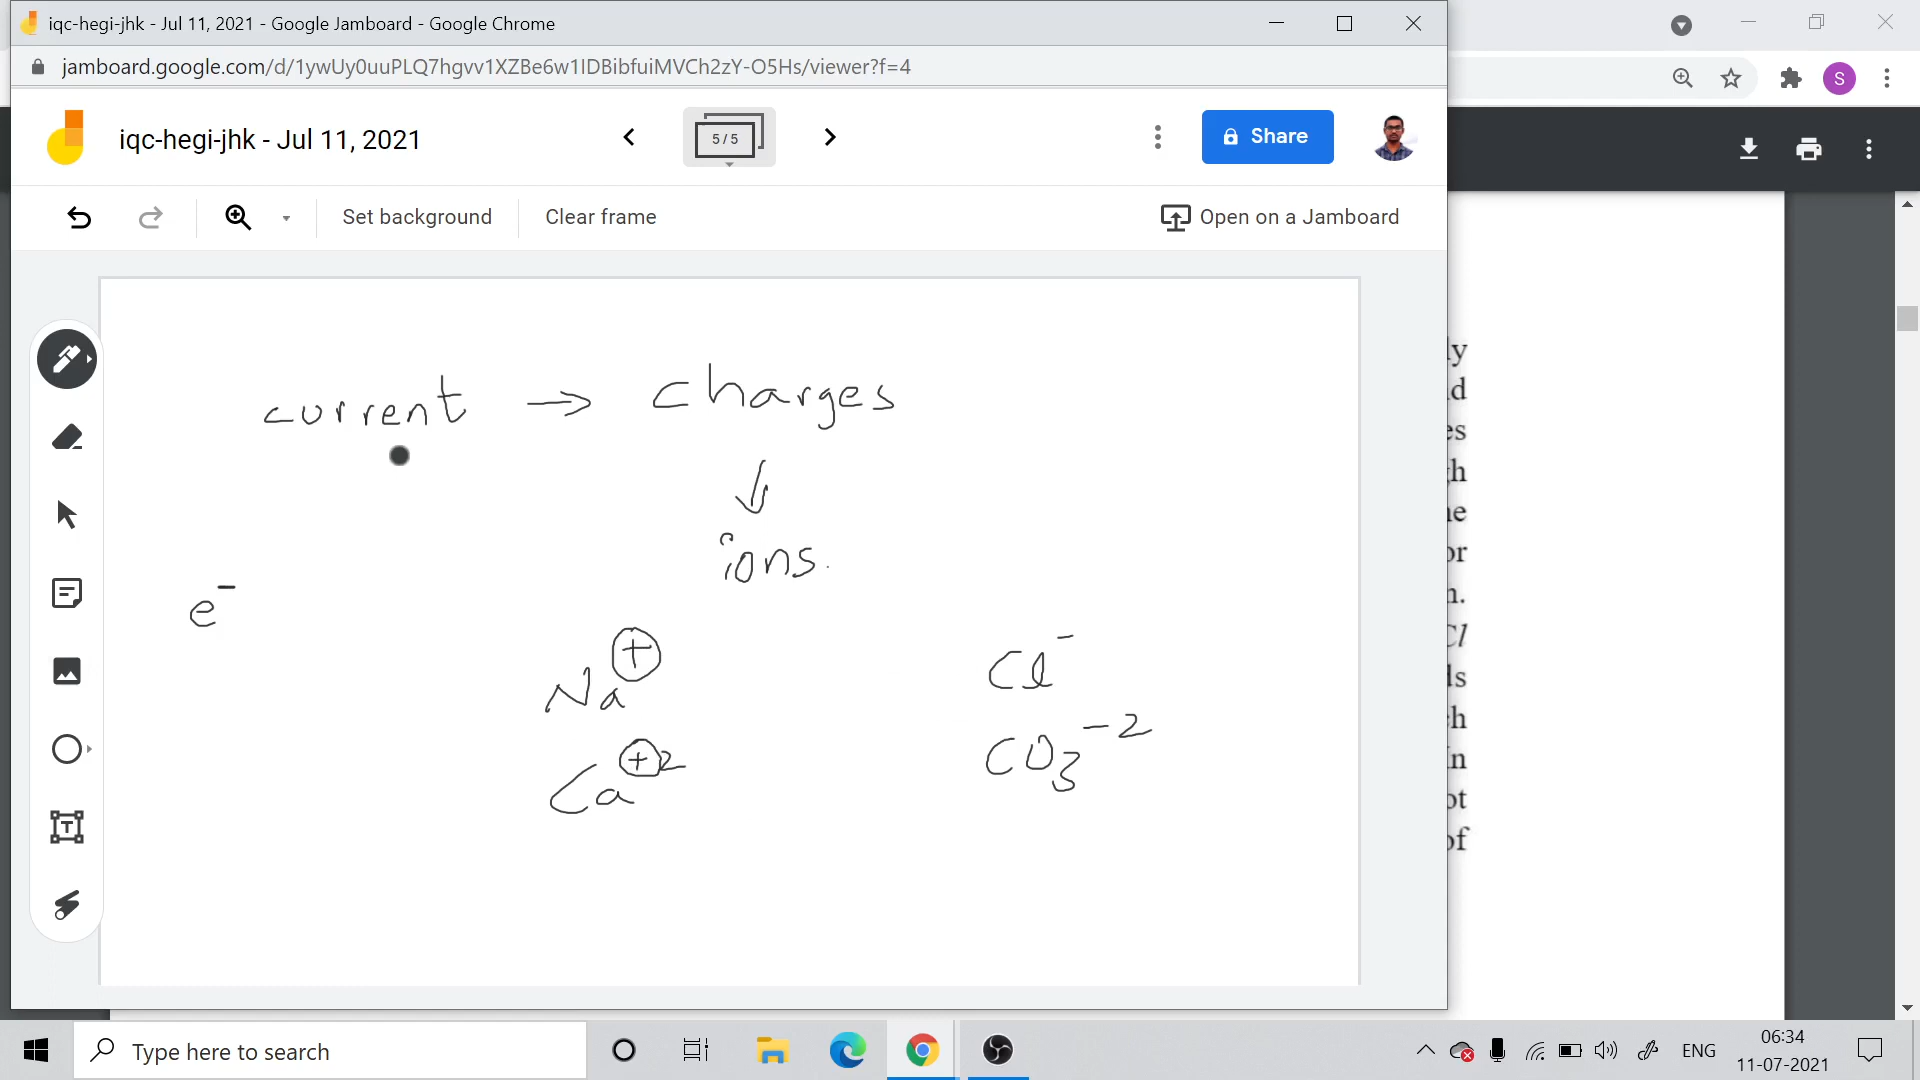 iqc-hegi-jhk - Jul 11, 2021 - Google Jamboard - Google Chrome
jamboard.google.com/d/1ywUy0uuPLQ7hgvv1XZBe6w1IDBibfuiMVCh2zY-O5Hs/viewer?f=4
S
iqc-hegi-jhk - Jul 11, 2021
5 / 5
Share
Set background
Clear frame
Open on a Jamboard
current → charges
↓
ions.
e⁻
Na⁺
Cl⁻
Ca⁺²
CO₃⁻²
Type here to search
ENG
06:34
11-07-2021